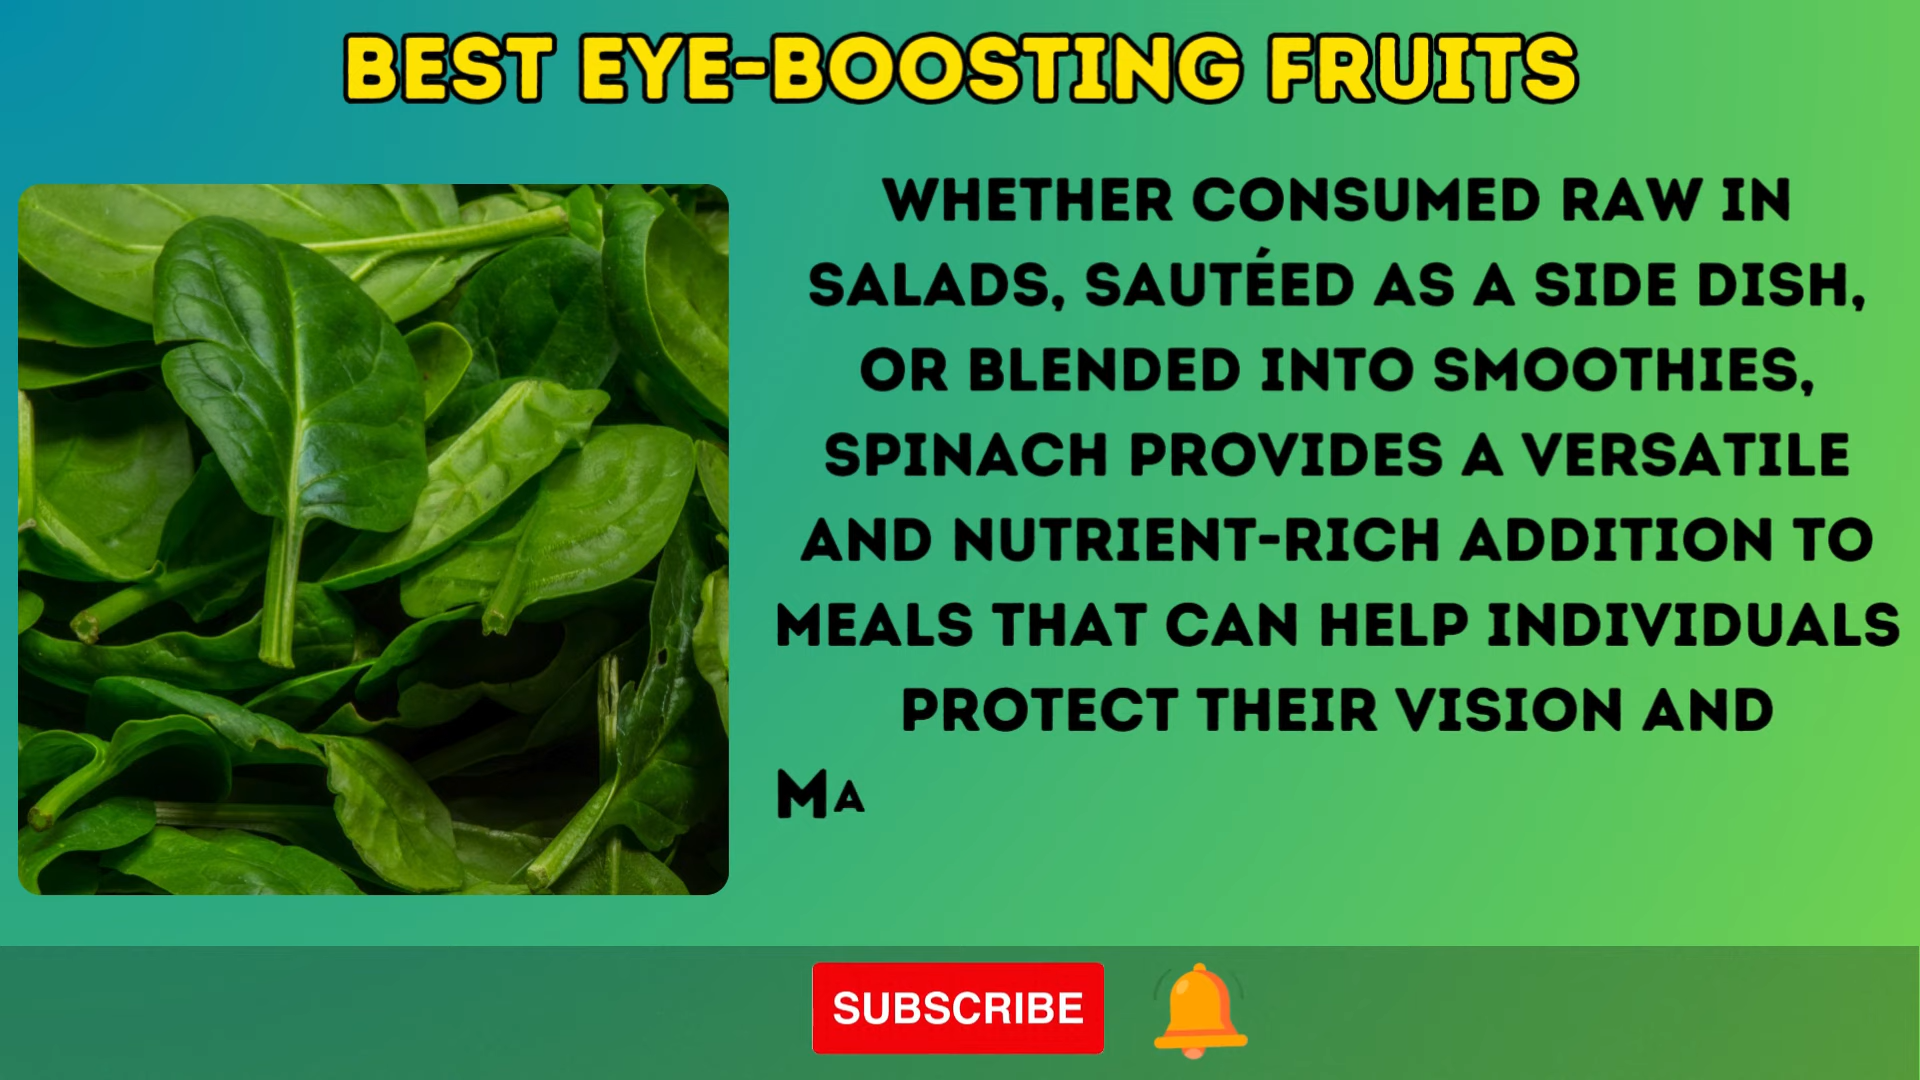 BEST EYE-BOOSTING FRUITS
WHETHER CONSUMED RAW IN
SALADS, SAUTÉED AS A SIDE DISH,
OR BLENDED INTO SMOOTHIES,
SPINACH PROVIDES A VERSATILE
AND NUTRIENT-RICH ADDITION TO
MEALS THAT CAN HELP INDIVIDUALS
PROTECT THEIR VISION AND
MA
SUBSCRIBE